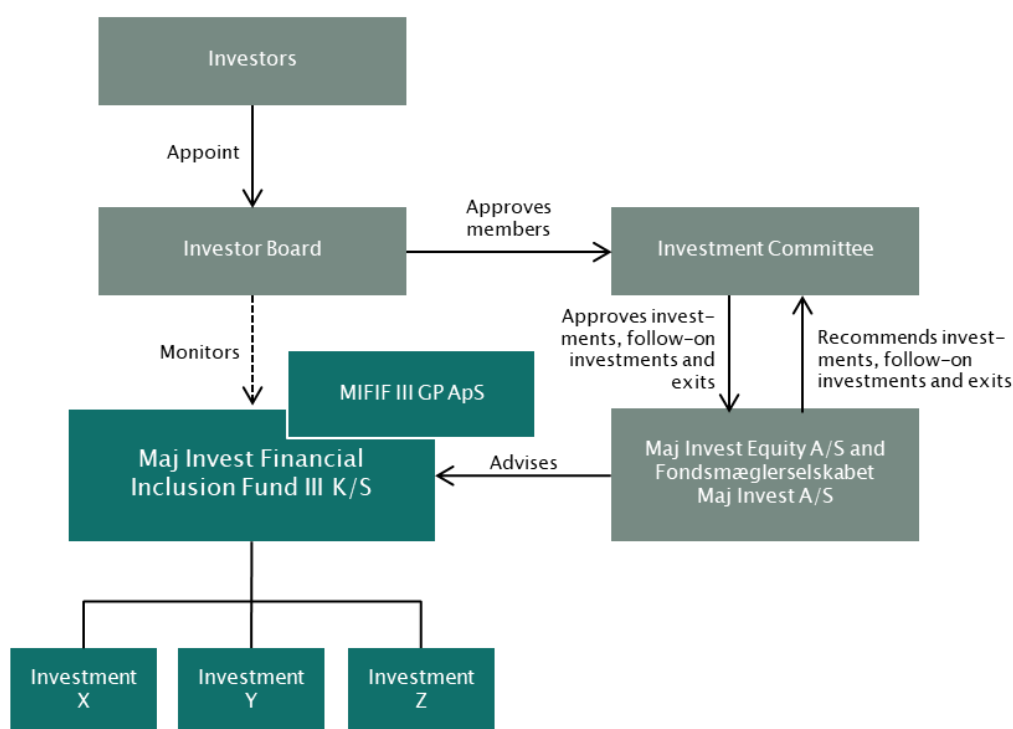 Investors
Appoint
Approves
members
Investor Board
Investment Committee
Monitors
Approves invest-
ments, follow-on
investments and
exits
Recommends invest-
ments, follow-on
investments and exits
MIFIF III GP ApS
Maj Invest Financial
Inclusion Fund III K/S
Advises
Maj Invest Equity A/S and
Fondsmæglerselskabet
Maj Invest A/S
Investment
X
Investment
Y
Investment
Z